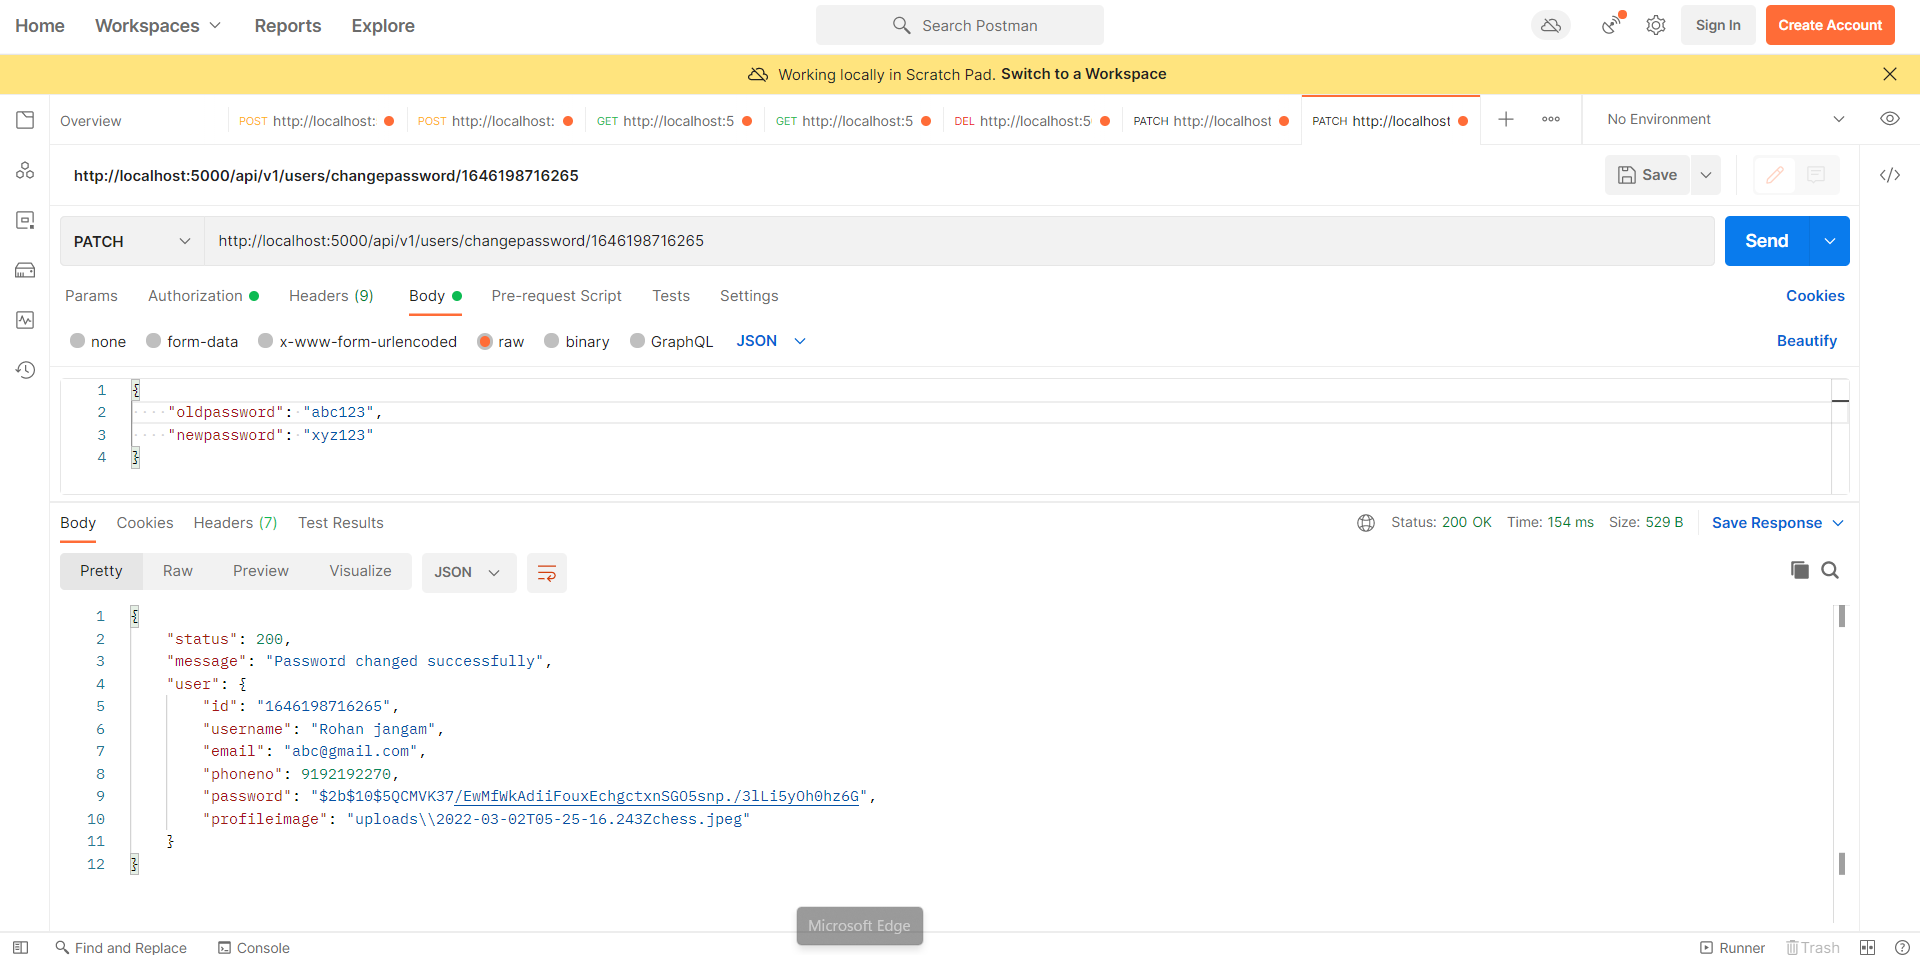 Home Workspaces Reports Explore Search Postman Sign In Create Account
Working locally in Scratch Pad. Switch to a Workspace
Overview POST http://localhost: POST http://localhost: GET http://localhost:5 GET http://localhost:5 DEL http://localhost:5 PATCH http://localhost PATCH http://localhost No Environment
http://localhost:5000/api/v1/users/changepassword/1646198716265 Save
PATCH http://localhost:5000/api/v1/users/changepassword/1646198716265 Send
Params Authorization Headers (9) Body Pre-request Script Tests Settings Cookies
none form-data x-www-form-urlencoded raw binary GraphQL JSON Beautify
1 {
2 "oldpassword": "abc123",
3 "newpassword": "xyz123"
4 }
Body Cookies Headers (7) Test Results Status: 200 OK Time: 154 ms Size: 529 B Save Response
Pretty Raw Preview Visualize JSON
1 {
2 "status": 200,
3 "message": "Password changed successfully",
4 "user": {
5 "id": "1646198716265",
6 "username": "Rohan jangam",
7 "email": "abc@gmail.com",
8 "phoneno": 9192192270,
9 "password": "$2b$10$5QCMVK37/EwMfWkAdiiFouxEchgctxnSGO5snp./3lLi5yOh0hz6G",
10 "profileimage": "uploads\\2022-03-02T05-25-16.243Zchess.jpeg"
11 }
12 }
Microsoft Edge
Find and Replace Console Runner Trash